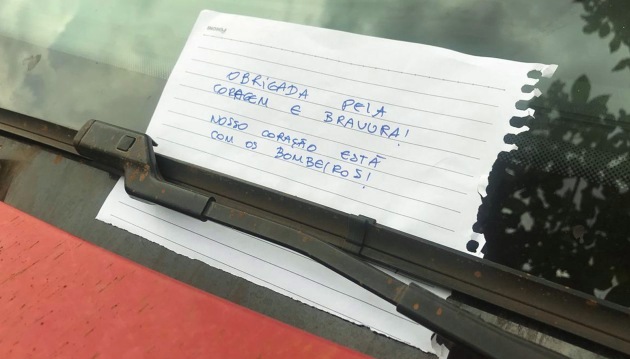 OBRIGADA PELA
CORAGEM E BRAVURA!
NOSSO CORAÇÃO ESTÁ
COM OS BOMBEIROS!